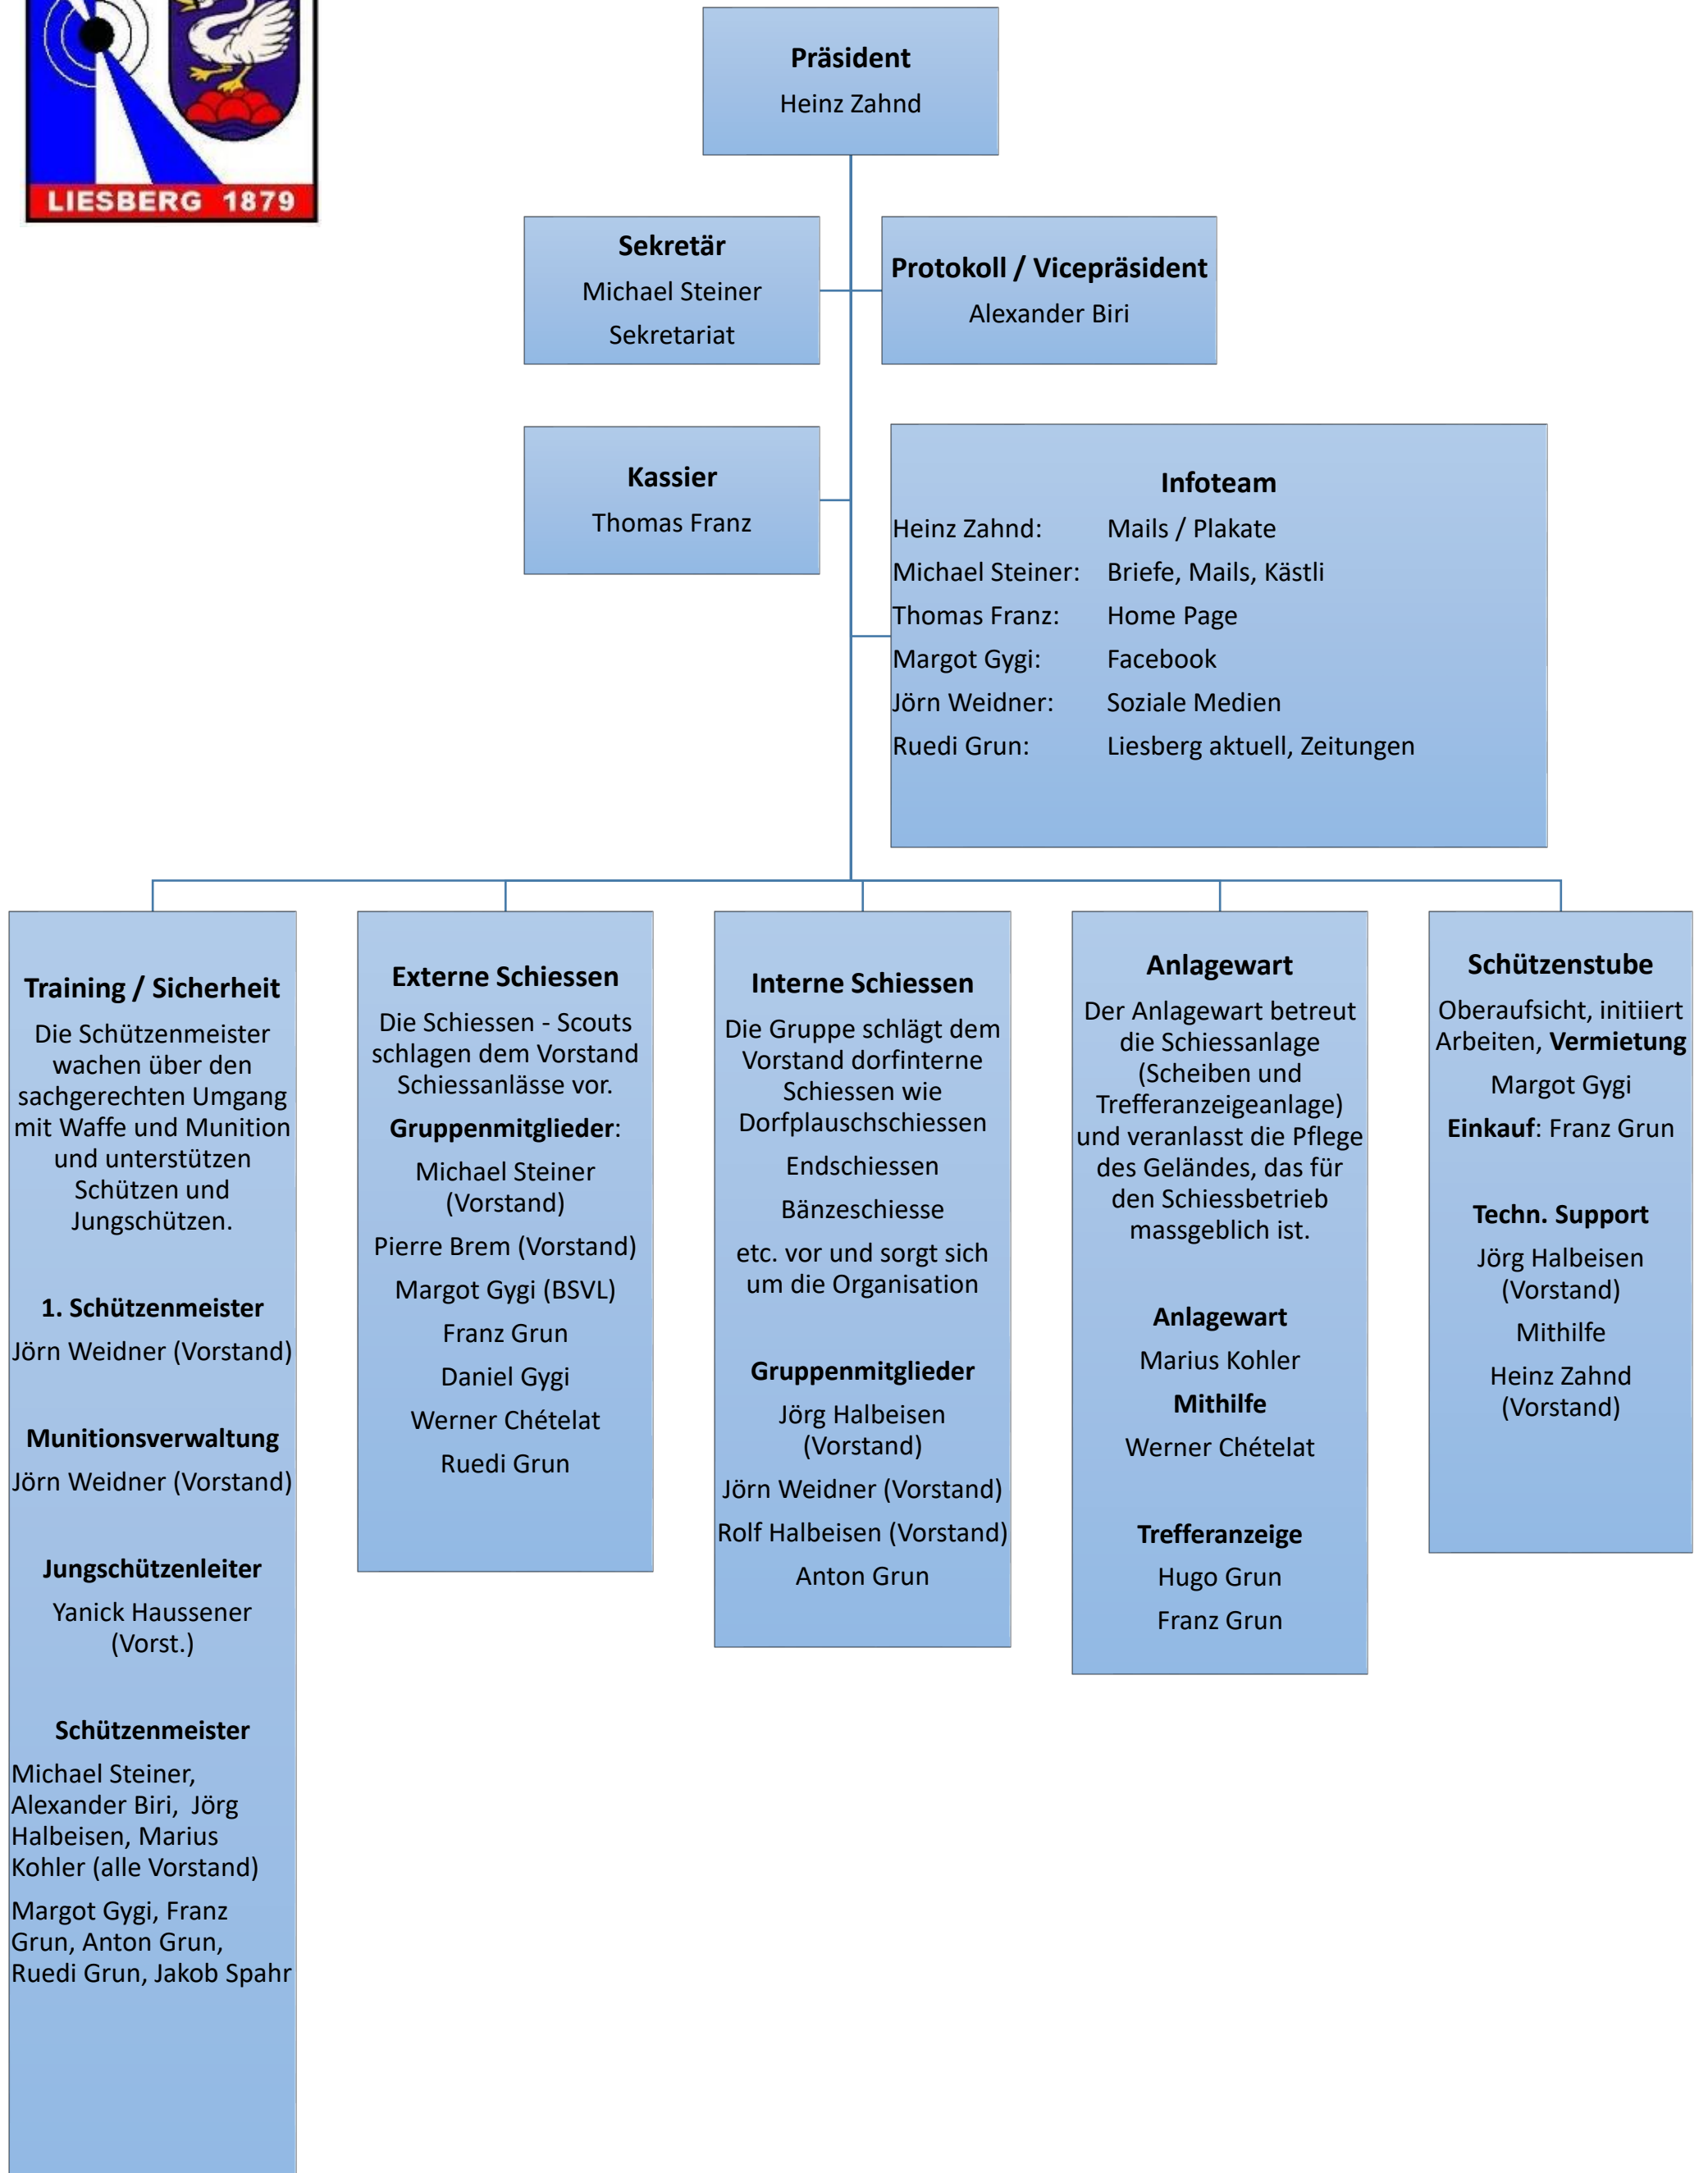 LIESBERG 1879
Präsident
Heinz Zahnd
Sekretär
Michael Steiner
Sekretariat
Protokoll / Vicepräsident
Alexander Biri
Kassier
Thomas Franz
Infoteam
Heinz Zahnd: Mails / Plakate
Michael Steiner: Briefe, Mails, Kästli
Thomas Franz: Home Page
Margot Gygi: Facebook
Jörn Weidner: Soziale Medien
Ruedi Grun: Liesberg aktuell, Zeitungen
Training / Sicherheit
Die Schützenmeister
wachen über den
sachgerechten Umgang
mit Waffe und Munition
und unterstützen
Schützen und
Jungschützen.
1. Schützenmeister
Jörn Weidner (Vorstand)
Munitionsverwaltung
Jörn Weidner (Vorstand)
Jungschützenleiter
Yanick Haussener
(Vorst.)
Schützenmeister
Michael Steiner,
Alexander Biri, Jörg
Halbeisen, Marius
Kohler (alle Vorstand)
Margot Gygi, Franz
Grun, Anton Grun,
Ruedi Grun, Jakob Spahr
Externe Schiessen
Die Schiessen - Scouts
schlagen dem Vorstand
Schiessanlässe vor.
Gruppenmitglieder:
Michael Steiner
(Vorstand)
Pierre Brem (Vorstand)
Margot Gygi (BSVL)
Franz Grun
Daniel Gygi
Werner Chételat
Ruedi Grun
Interne Schiessen
Die Gruppe schlägt dem
Vorstand dorfinterne
Schiessen wie
Dorfplauschschiessen
Endschiessen
Bänzeschiesse
etc. vor und sorgt sich
um die Organisation
Gruppenmitglieder
Jörg Halbeisen
(Vorstand)
Jörn Weidner (Vorstand)
Rolf Halbeisen (Vorstand)
Anton Grun
Anlagewart
Der Anlagewart betreut
die Schiessanlage
(Scheiben und
Trefferanzeigeanlage)
und veranlasst die Pflege
des Geländes, das für
den Schiessbetrieb
massgeblich ist.
Anlagewart
Marius Kohler
Mithilfe
Werner Chételat
Trefferanzeige
Hugo Grun
Franz Grun
Schützenstube
Oberaufsicht, initiiert
Arbeiten, Vermietung
Margot Gygi
Einkauf: Franz Grun
Techn. Support
Jörg Halbeisen
(Vorstand)
Mithilfe
Heinz Zahnd
(Vorstand)